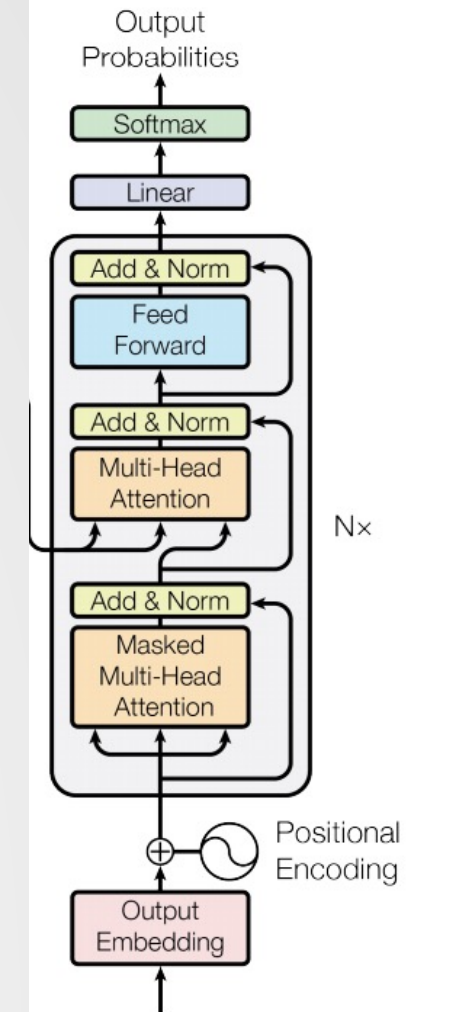 Output
Probabilities
Softmax
Linear
Add & Norm
Feed
Forward
Add & Norm
Multi-Head
Attention
N×
Add & Norm
Masked
Multi-Head
Attention
Positional
Encoding
Output
Embedding